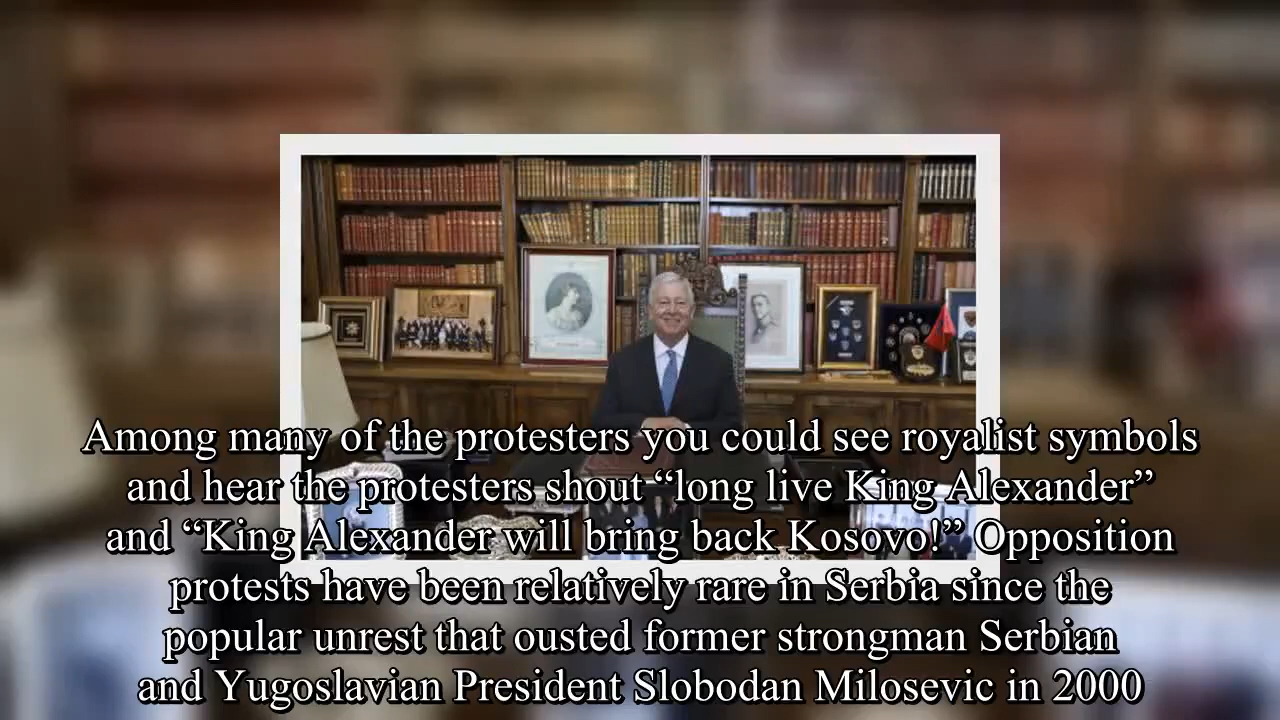 Among many of the protesters you could see royalist symbols
and hear the protesters shout “long live King Alexander”
and “King Alexander will bring back Kosovo!” Opposition
protests have been relatively rare in Serbia since the
popular unrest that ousted former strongman Serbian
and Yugoslavian President Slobodan Milosevic in 2000